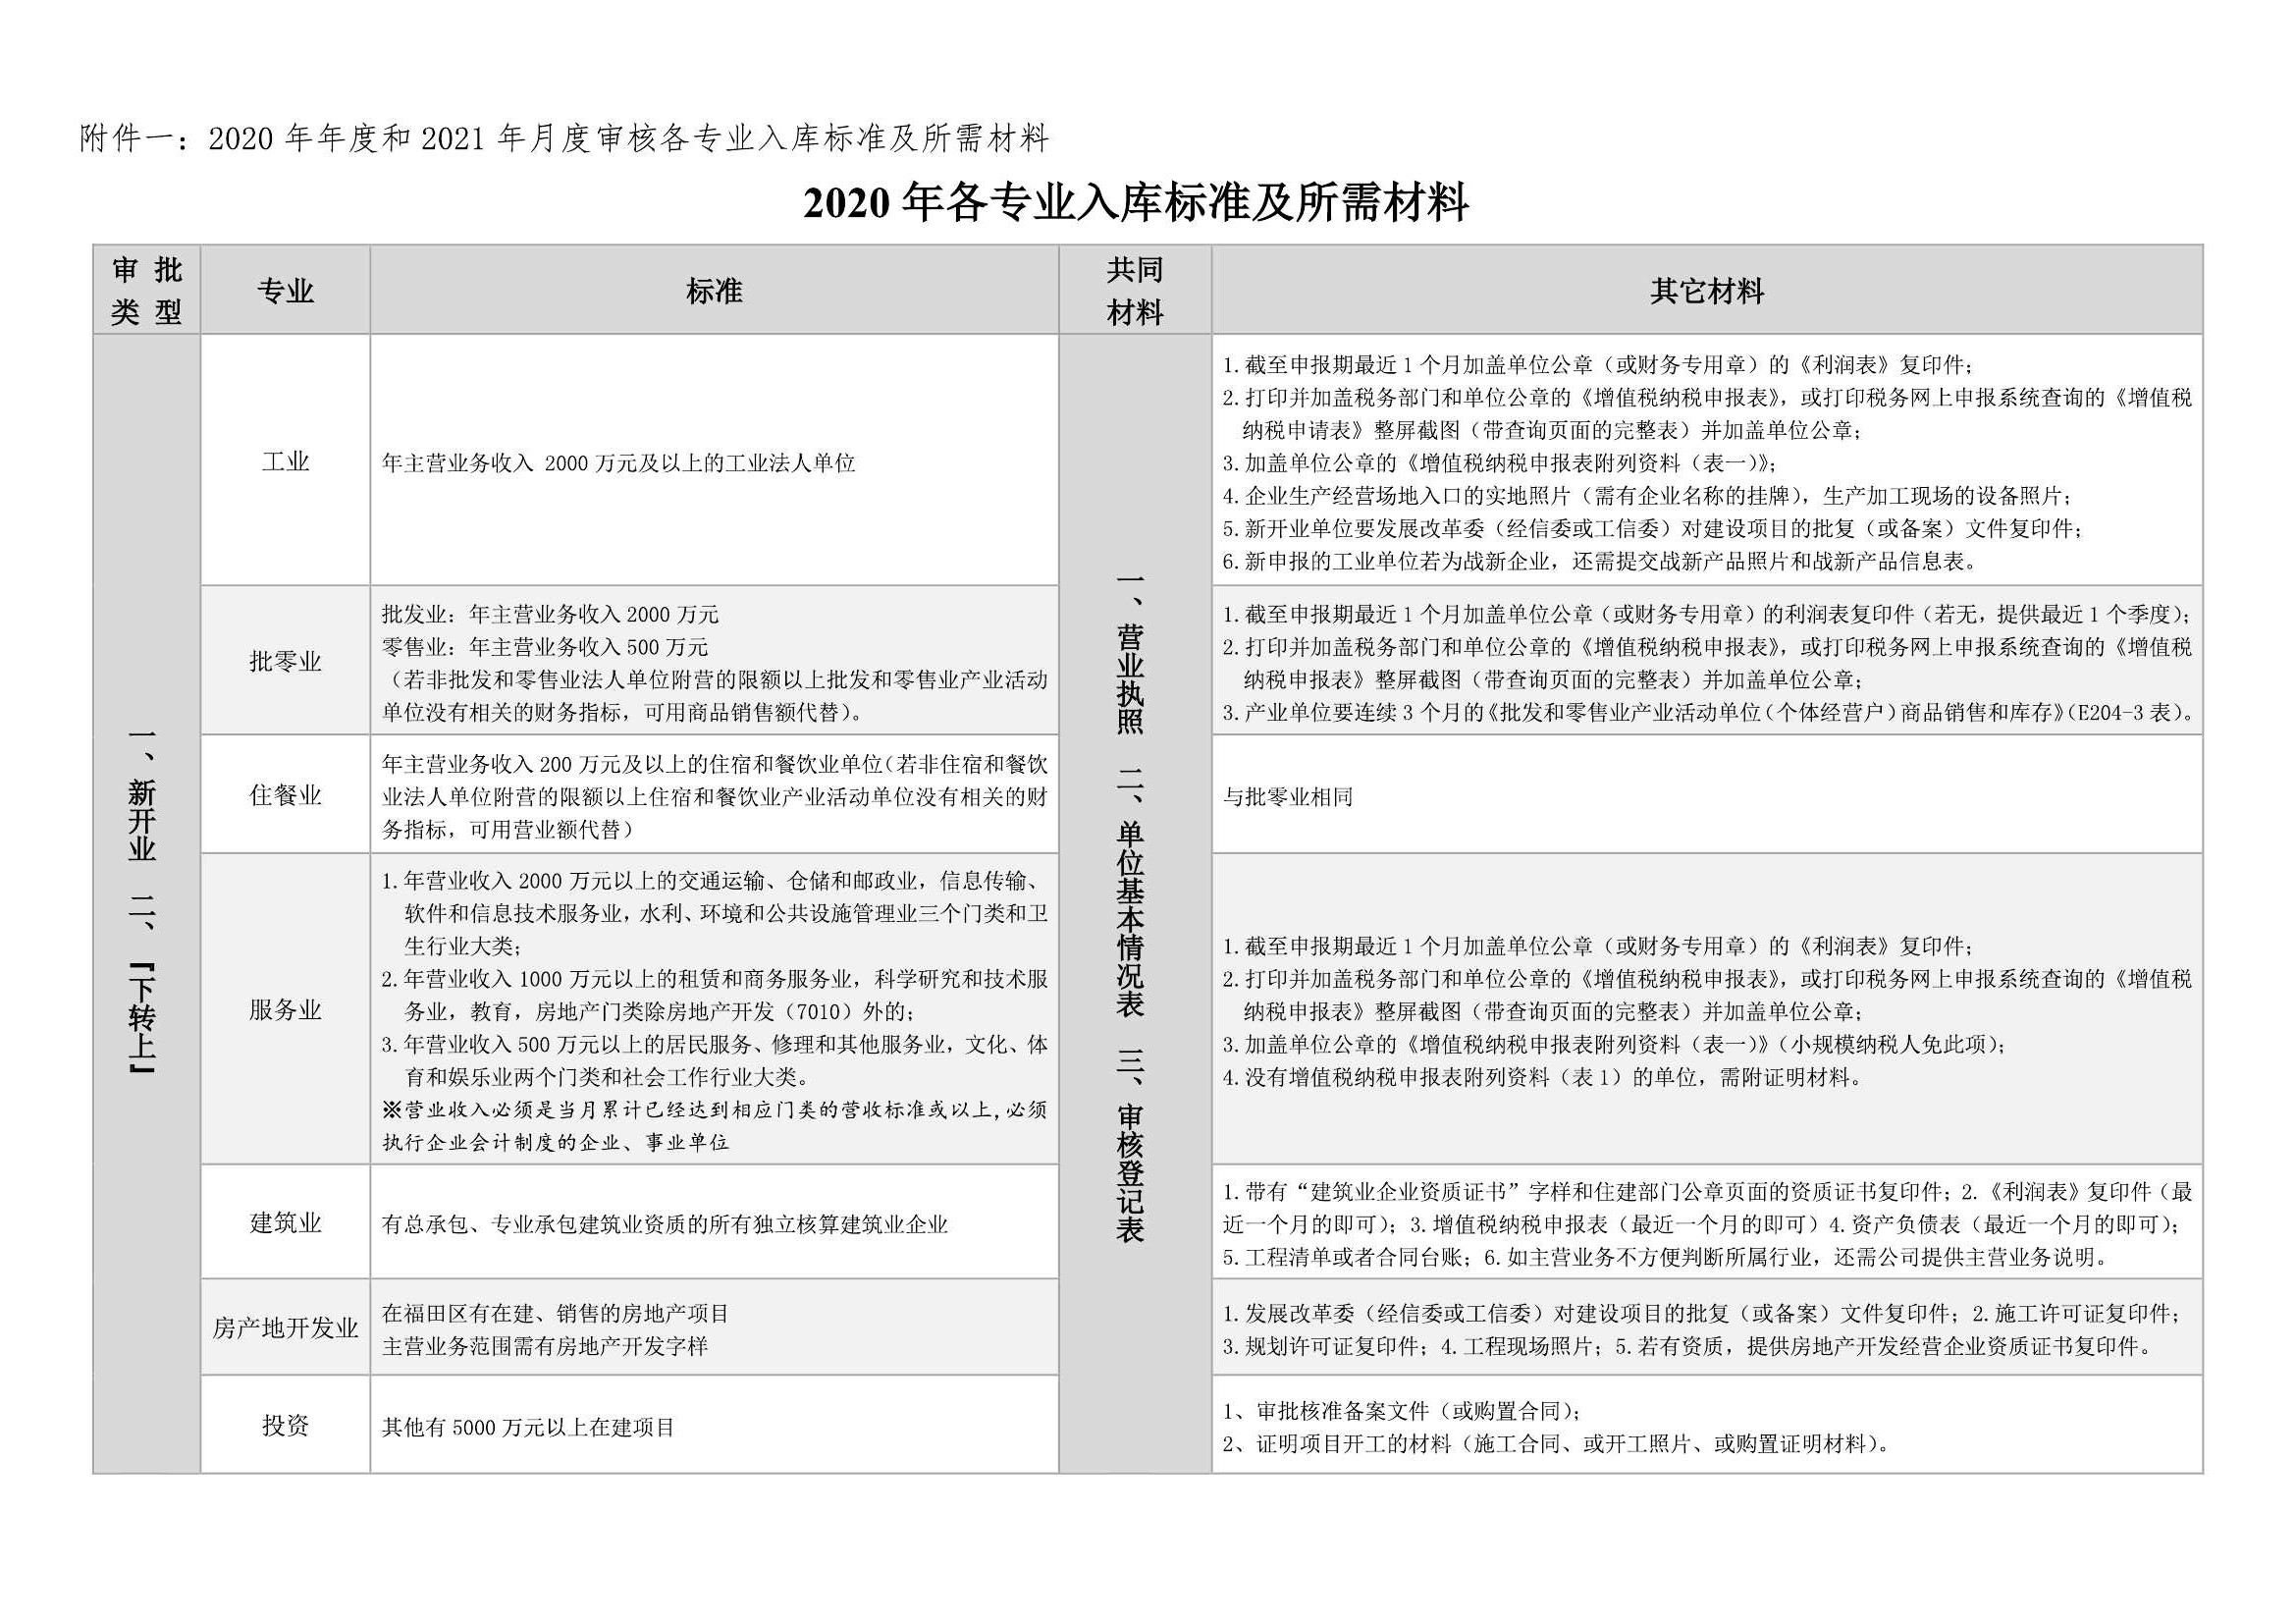 附件一：2020 年年度和 2021 年月度审核各专业入库标准及所需材料
2020 年各专业入库标准及所需材料
审 批
类 型
专业
标准
共同
材料
其它材料
一、新开业 二、『下转上』
一、营业执照 二、单位基本情况表 三、审核登记表
工业
年主营业务收入 2000 万元及以上的工业法人单位
1.截至申报期最近 1 个月加盖单位公章（或财务专用章）的《利润表》复印件；
2.打印并加盖税务部门和单位公章的《增值税纳税申报表》，或打印税务网上申报系统查询的《增值税
纳税申请表》整屏截图（带查询页面的完整表）并加盖单位公章；
3.加盖单位公章的《增值税纳税申报表附列资料（表一）》；
4.企业生产经营场地入口的实地照片（需有企业名称的挂牌），生产加工现场的设备照片；
5.新开业单位要发展改革委（经信委或工信委）对建设项目的批复（或备案）文件复印件；
6.新申报的工业单位若为战新企业，还需提交战新产品照片和战新产品信息表。
批零业
批发业：年主营业务收入 2000 万元
零售业：年主营业务收入 500 万元
（若非批发和零售业法人单位附营的限额以上批发和零售业产业活动
单位没有相关的财务指标，可用商品销售额代替）。
1.截至申报期最近 1 个月加盖单位公章（或财务专用章）的利润表复印件（若无，提供最近 1 个季度）；
2.打印并加盖税务部门和单位公章的《增值税纳税申报表》，或打印税务网上申报系统查询的《增值税
纳税申报表》整屏截图（带查询页面的完整表）并加盖单位公章；
3.产业单位要连续 3 个月的《批发和零售业产业活动单位（个体经营户）商品销售和库存》（E204-3 表）。
住餐业
年主营业务收入 200 万元及以上的住宿和餐饮业单位（若非住宿和餐饮
业法人单位附营的限额以上住宿和餐饮业产业活动单位没有相关的财
务指标，可用营业额代替）
与批零业相同
服务业
1.年营业收入 2000 万元以上的交通运输、仓储和邮政业，信息传输、
软件和信息技术服务业，水利、环境和公共设施管理业三个门类和卫
生行业大类；
2.年营业收入 1000 万元以上的租赁和商务服务业，科学研究和技术服
务业，教育，房地产门类除房地产开发（7010）外的；
3.年营业收入 500 万元以上的居民服务、修理和其他服务业，文化、体
育和娱乐业两个门类和社会工作行业大类。
※营业收入必须是当月累计已经达到相应门类的营收标准或以上,必须
执行企业会计制度的企业、事业单位
1.截至申报期最近 1 个月加盖单位公章（或财务专用章）的《利润表》复印件；
2.打印并加盖税务部门和单位公章的《增值税纳税申报表》，或打印税务网上申报系统查询的《增值税
纳税申报表》整屏截图（带查询页面的完整表）并加盖单位公章；
3.加盖单位公章的《增值税纳税申报表附列资料（表一）》（小规模纳税人免此项）；
4.没有增值税纳税申报表附列资料（表 1）的单位，需附证明材料。
建筑业
有总承包、专业承包建筑业资质的所有独立核算建筑业企业
1.带有“建筑业企业资质证书”字样和住建部门公章页面的资质证书复印件；2.《利润表》复印件（最
近一个月的即可）；3.增值税纳税申报表（最近一个月的即可）4.资产负债表（最近一个月的即可）；
5.工程清单或者合同台账；6.如主营业务不方便判断所属行业，还需公司提供主营业务说明。
房产地开发业
在福田区有在建、销售的房地产项目
主营业务范围需有房地产开发字样
1.发展改革委（经信委或工信委）对建设项目的批复（或备案）文件复印件；2.施工许可证复印件；
3.规划许可证复印件；4.工程现场照片；5.若有资质，提供房地产开发经营企业资质证书复印件。
投资
其他有 5000 万元以上在建项目
1、审批核准备案文件（或购置合同）；
2、证明项目开工的材料（施工合同、或开工照片、或购置证明材料）。